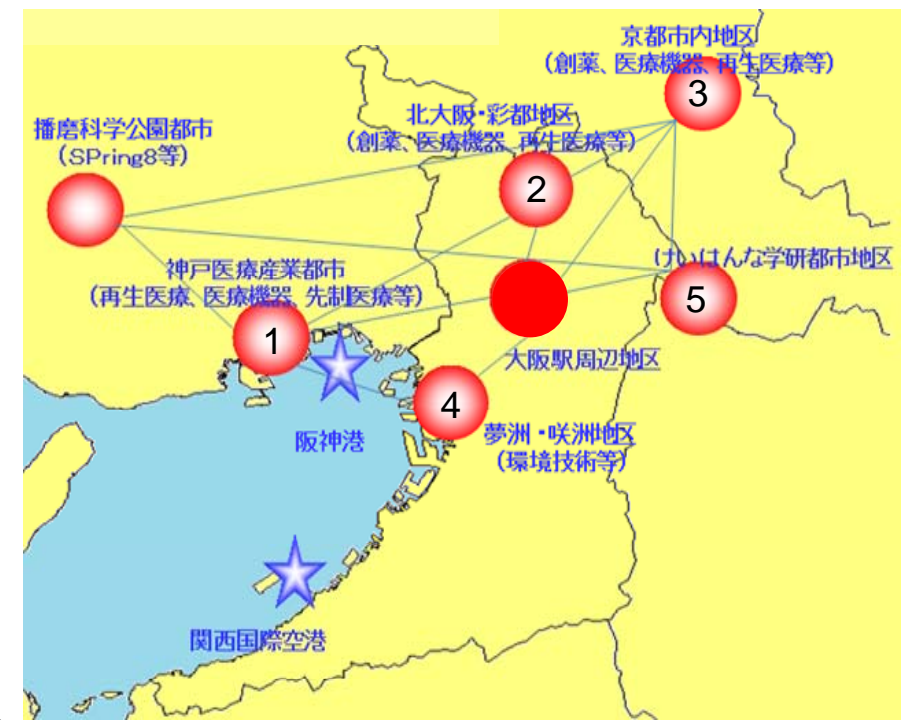 京都市内地区
（創薬、医療機器、再生医療等）
3
北大阪・彩都地区
（創薬、医療機器、再生医療等）
2
播磨科学公園都市
（SPring8等）
神戸医療産業都市
（再生医療、医療機器、先制医療等）
1
けいはんな学研都市地区
5
大阪駅周辺地区
4
夢洲・咲洲地区
（環境技術等）
阪神港
関西国際空港